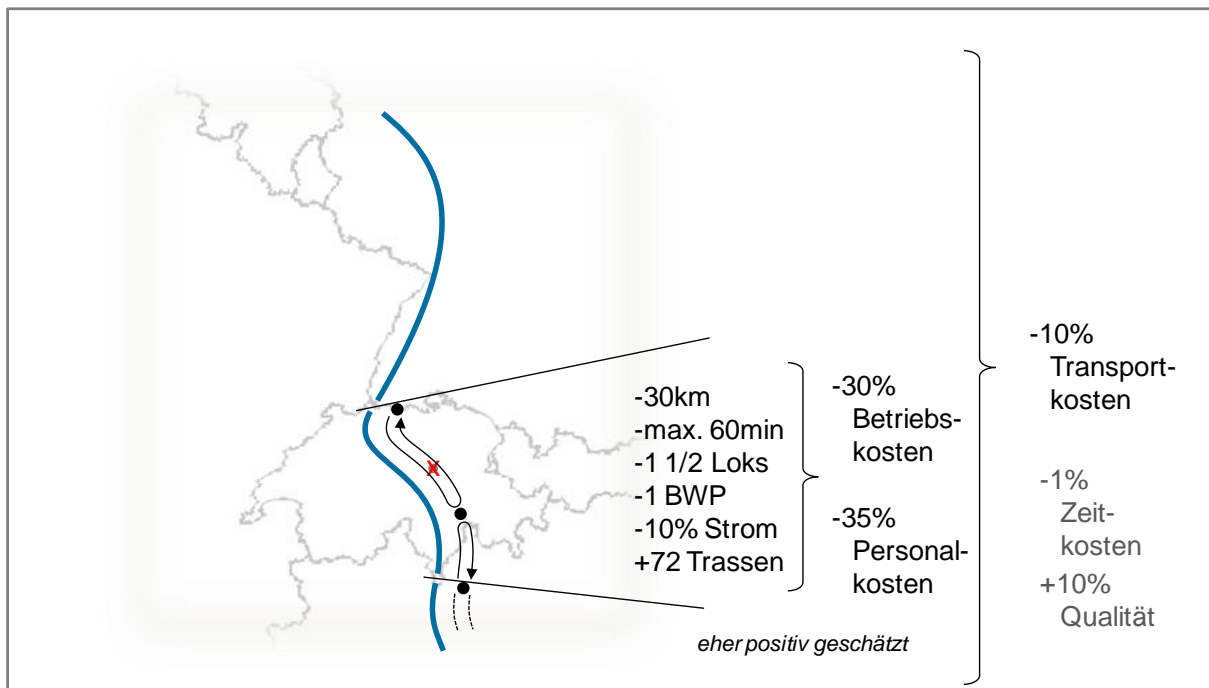 -30km
-max. 60min
-1 1/2 Loks
-1 BWP
-10% Strom
+72 Trassen
-30%
Betriebs-
kosten
-35%
Personal-
kosten
-10%
Transport-
kosten
-1%
Zeit-
kosten
+10%
Qualität
eher positiv geschätzt